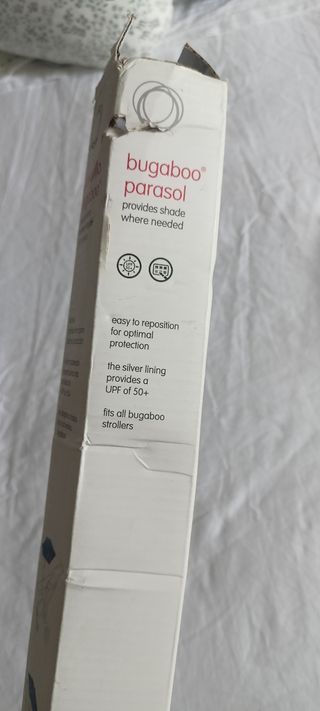 bugaboo®
parasol
provides shade
where needed
easy to reposition
for optimal
protection
the silver lining
provides a
UPF of 50+
fits all bugaboo
strollers